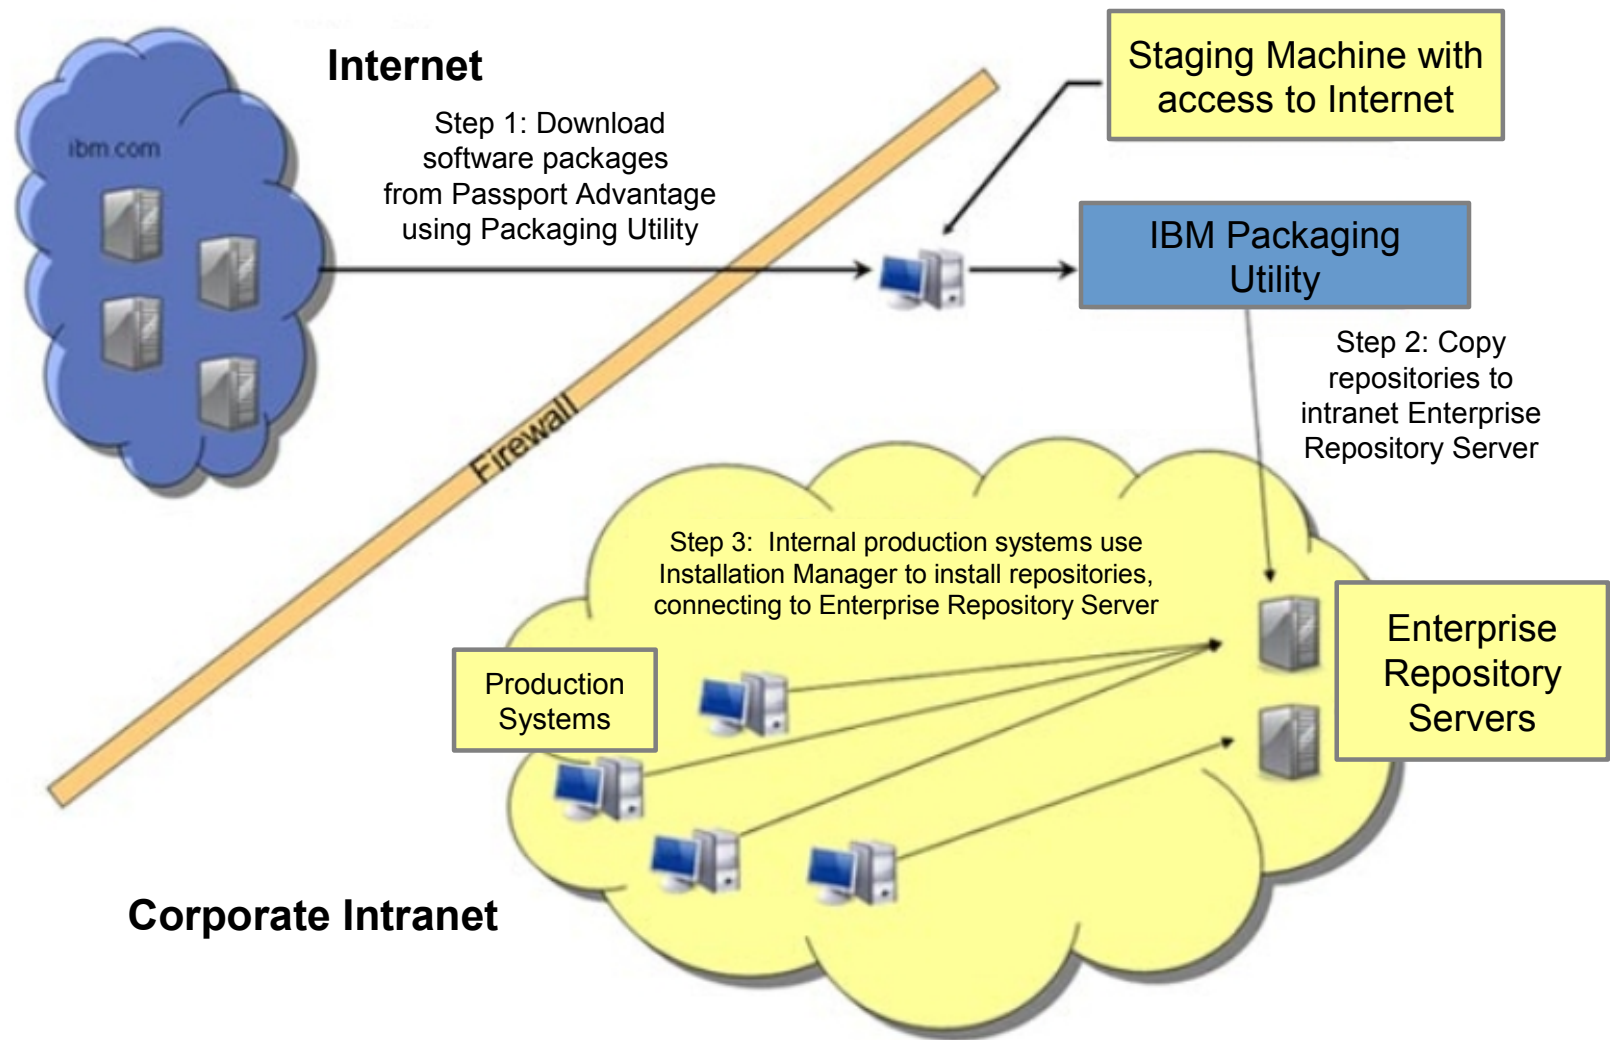 Internet
Staging Machine with
access to Internet
ibm.com
Step 1: Download
software packages
from Passport Advantage
using Packaging Utility
IBM Packaging
Utility
Step 2: Copy
repositories to
intranet Enterprise
Repository Server
Firewall
Step 3:  Internal production systems use
Installation Manager to install repositories,
connecting to Enterprise Repository Server
Production
Systems
Enterprise
Repository
Servers
Corporate Intranet